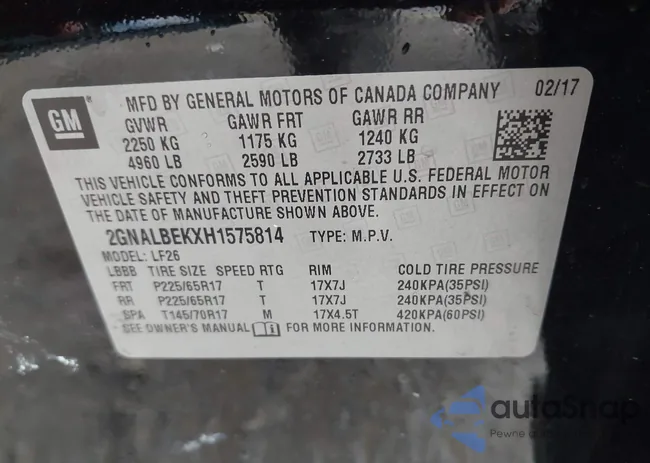 GM
MFD BY GENERAL MOTORS OF CANADA COMPANY 02/17
GVWR GAWR FRT GAWR RR
2250 KG 1175 KG 1240 KG
4960 LB 2590 LB 2733 LB
THIS VEHICLE CONFORMS TO ALL APPLICABLE U.S. FEDERAL MOTOR
VEHICLE SAFETY AND THEFT PREVENTION STANDARDS IN EFFECT ON
THE DATE OF MANUFACTURE SHOWN ABOVE.
2GNALBEKXH1575814 TYPE: M.P.V.
MODEL: LF26
LBBB TIRE SIZE SPEED RTG RIM COLD TIRE PRESSURE
FRT P225/65R17 T 17X7J 240KPA(35PSI)
RR P225/65R17 T 17X7J 240KPA(35PSI)
SPA T145/70R17 M 17X4.5T 420KPA(60PSI)
SEE OWNER'S MANUAL FOR MORE INFORMATION.
autoSnap
Pewne